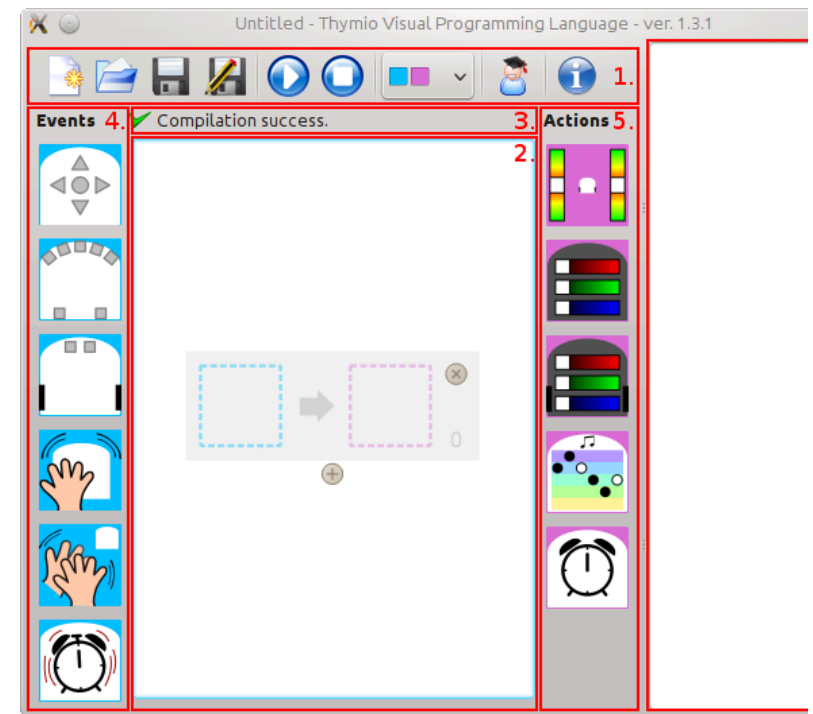 Untitled - Thymio Visual Programming Language - ver. 1.3.1
1.
Events 4.
Compilation success. 3.
Actions 5.
2.
0